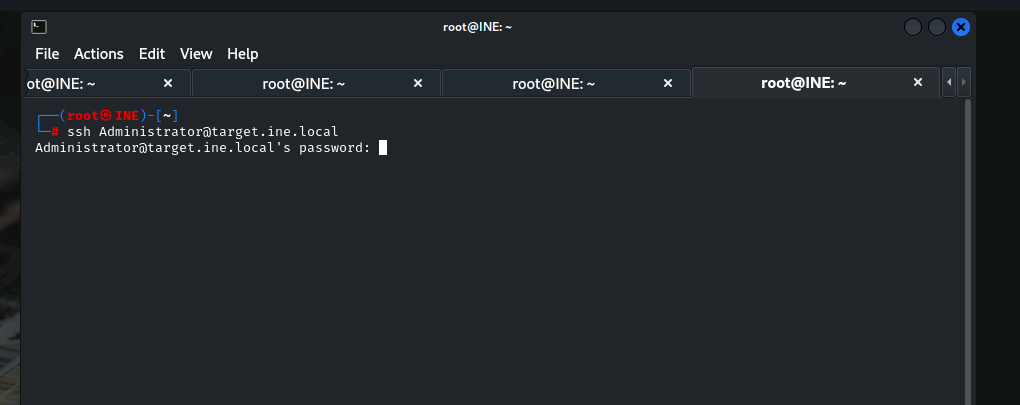 root@INE: ~
File Actions Edit View Help
ot@INE: ~ × root@INE: ~ × root@INE: ~ × root@INE: ~ ×
┌──(root㉿INE)-[~]
└─# ssh Administrator@target.ine.local
Administrator@target.ine.local's password: